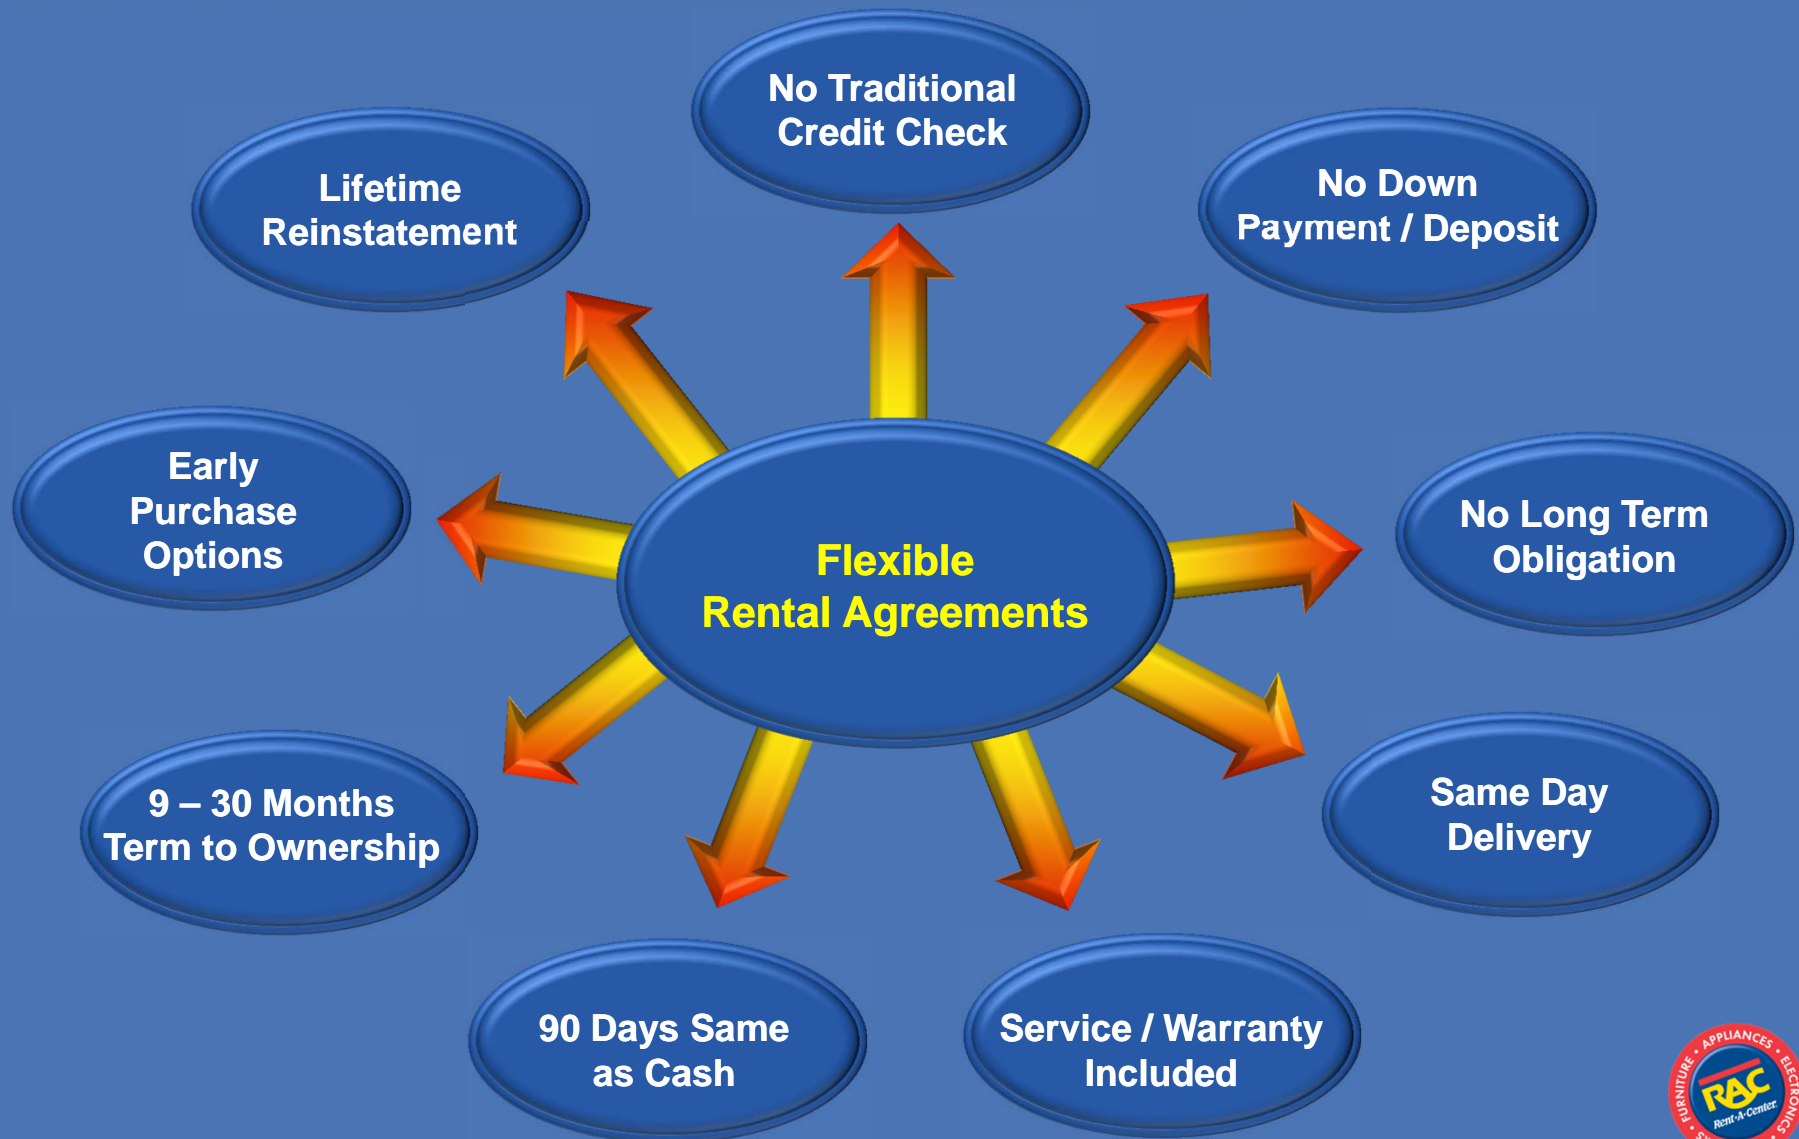 No Traditional
Credit Check
Lifetime
Reinstatement
No Down
Payment / Deposit
Early
Purchase
Options
No Long Term
Obligation
Flexible
Rental Agreements
9 – 30 Months
Term to Ownership
Same Day
Delivery
90 Days Same
as Cash
Service / Warranty
Included
FURNITURE • APPLIANCES • ELECTRONICS
RAC
Rent-A-Center